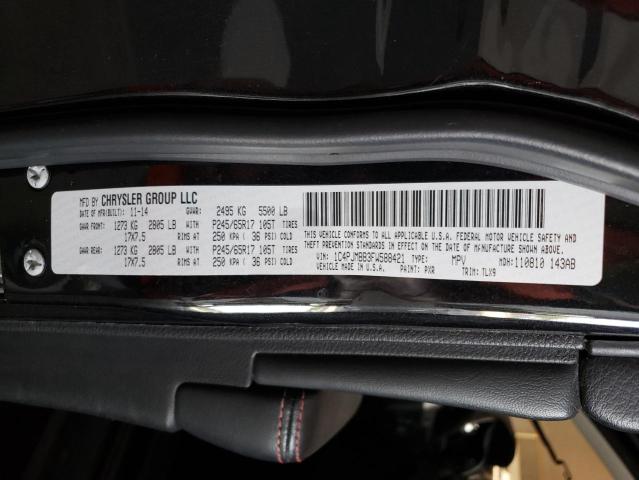 MFD BY CHRYSLER GROUP LLC
DATE OF MFR(BUILT): 11-14 GVWR: 2495 KG 5500 LB
GAWR FRONT: 1273 KG 2805 LB WITH P245/65R17 105T TIRES
17X7.5 RIMS AT 250 KPA ( 36 PSI) COLD
GAWR REAR: 1273 KG 2805 LB WITH P245/65R17 105T TIRES
17X7.5 RIMS AT 250 KPA ( 36 PSI) COLD
THIS VEHICLE CONFORMS TO ALL APPLICABLE U.S.A. FEDERAL MOTOR VEHICLE SAFETY AND
THEFT PREVENTION STANDARDS IN EFFECT ON THE DATE OF MANUFACTURE SHOWN ABOVE.
VIN: 1C4PJMBB3FW588421 TYPE: MPV MDH: 110810 143AB
MADE IN U.S.A. PAINT: PXR TRIM: TLX9